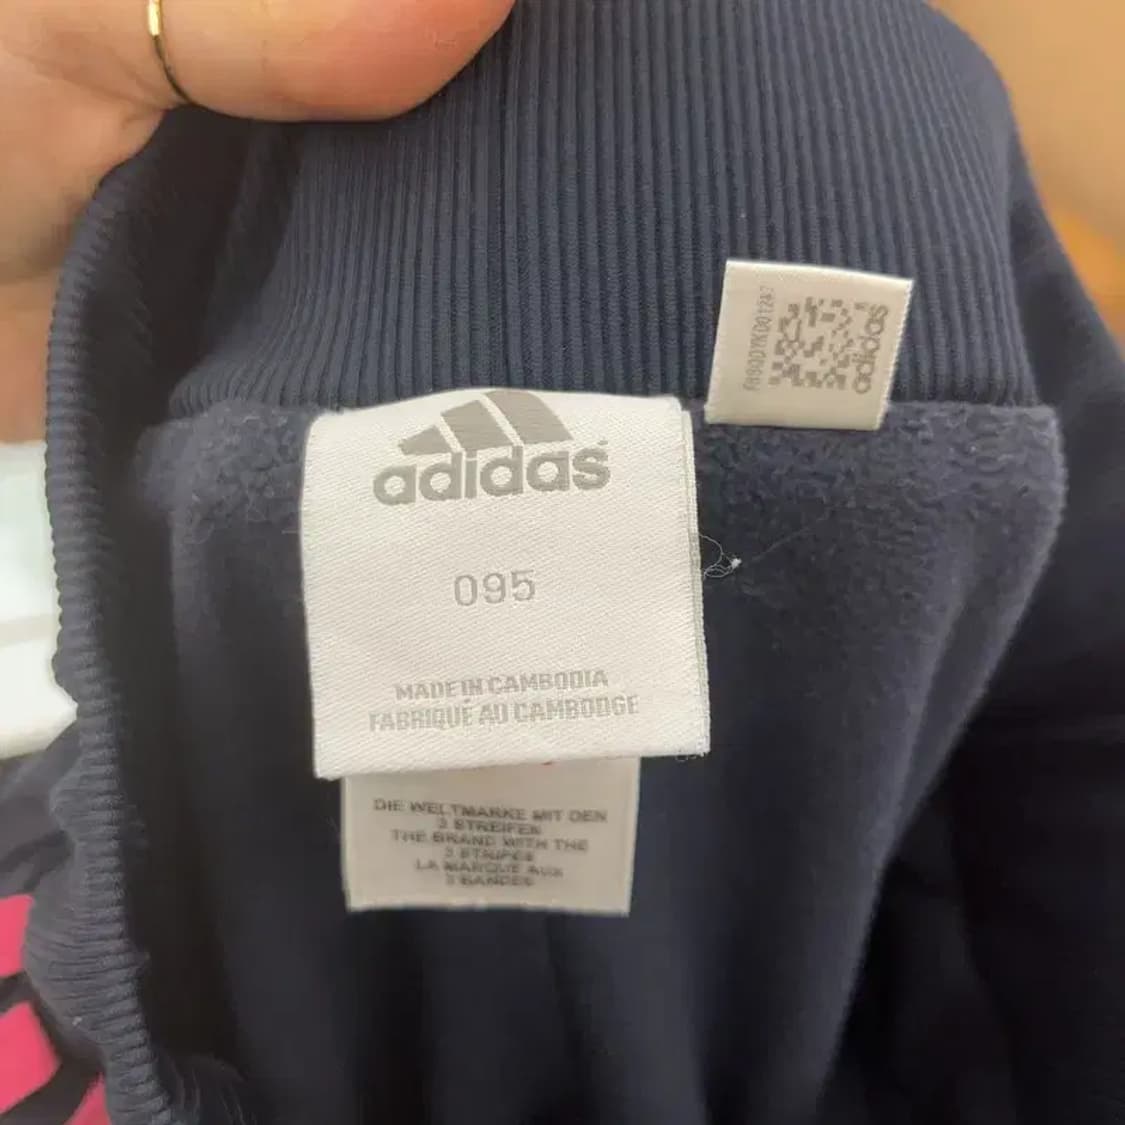 adidas
095
MADE IN CAMBODIA
FABRIQUÉ AU CAMBODGE
DIE WELTMARKE MIT DEN
3 STREIFEN
THE BRAND WITH THE
3 STRIPES
LA MARQUE AUX
3 BANDES
adidas